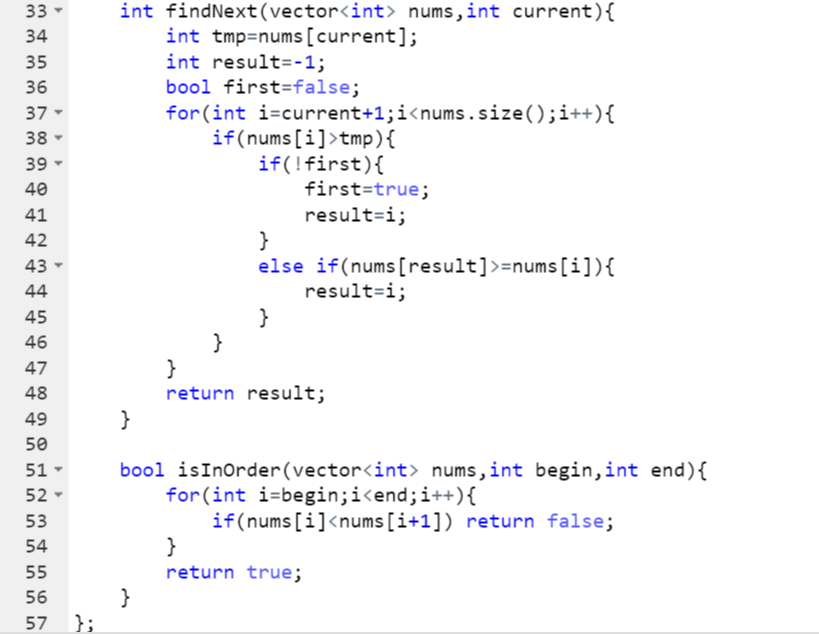 33 int findNext(vector<int> nums,int current){
34 int tmp=nums[current];
35 int result=-1;
36 bool first=false;
37 for(int i=current+1;i<nums.size();i++){
38 if(nums[i]>tmp){
39 if(!first){
40 first=true;
41 result=i;
42 }
43 else if(nums[result]>=nums[i]){
44 result=i;
45 }
46 }
47 }
48 return result;
49 }
50
51 bool isInOrder(vector<int> nums,int begin,int end){
52 for(int i=begin;i<end;i++){
53 if(nums[i]<nums[i+1]) return false;
54 }
55 return true;
56 }
57 };